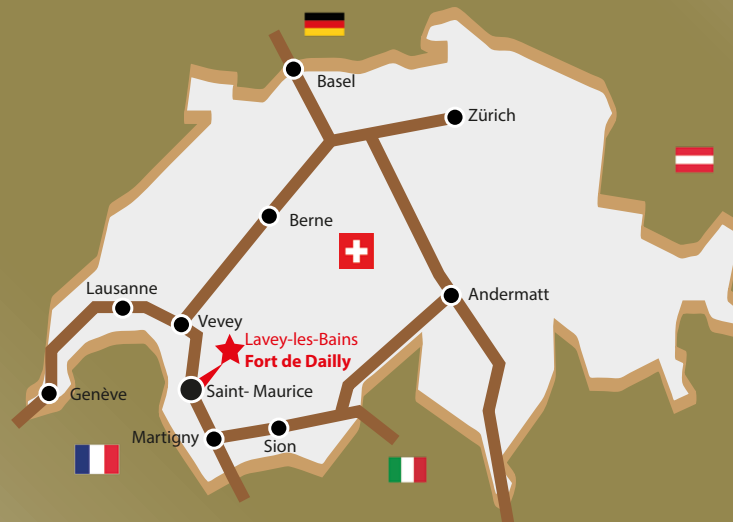 Basel
Zürich
Berne
Lausanne
Andermatt
Vevey
Lavey-les-Bains
Fort de Dailly
Genève
Saint- Maurice
Martigny
Sion